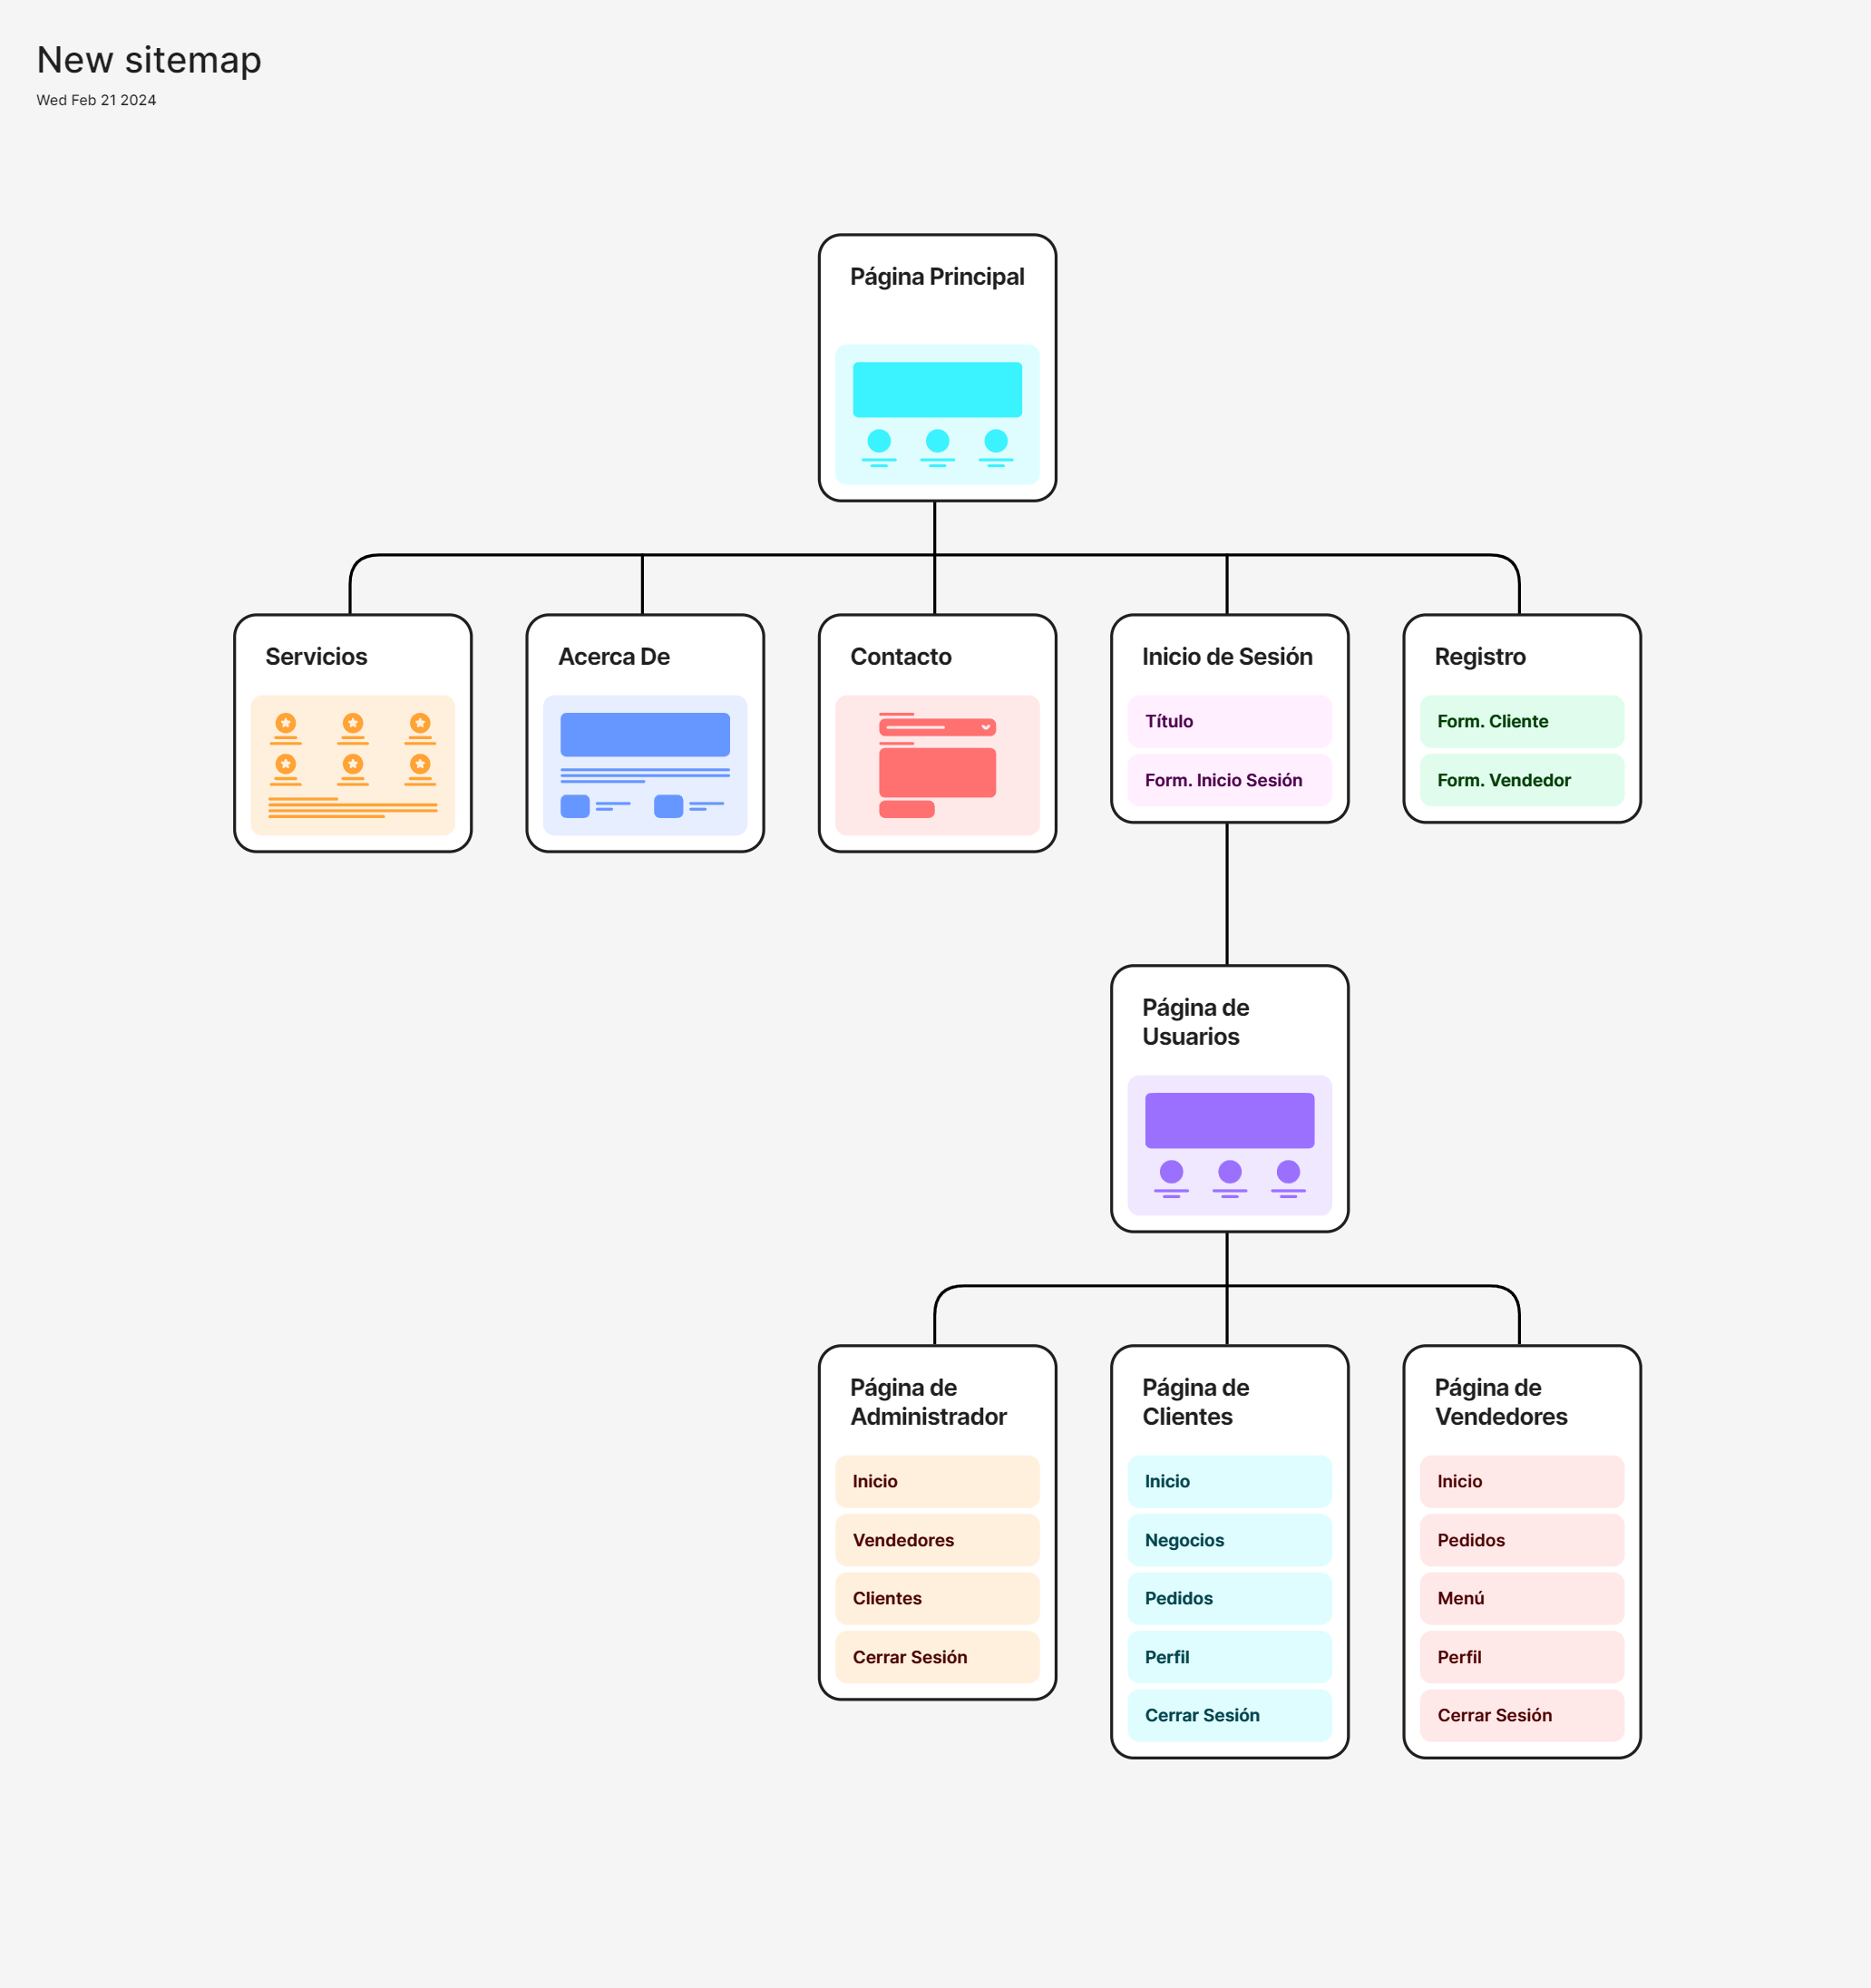 New sitemap
Wed Feb 21 2024
Página Principal
Servicios
Acerca De
Contacto
Inicio de Sesión
Título
Form. Inicio Sesión
Registro
Form. Cliente
Form. Vendedor
Página de
Usuarios
Página de
Administrador
Inicio
Vendedores
Clientes
Cerrar Sesión
Página de
Clientes
Inicio
Negocios
Pedidos
Perfil
Cerrar Sesión
Página de
Vendedores
Inicio
Pedidos
Menú
Perfil
Cerrar Sesión